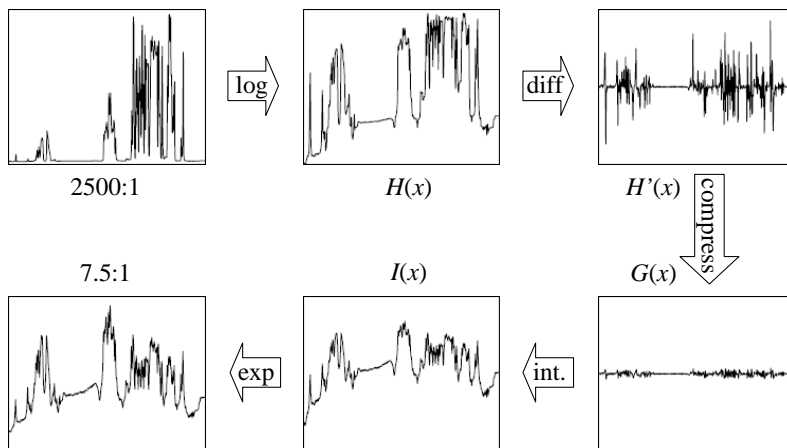 log
diff
2500:1
H(x)
H’(x)
compress
7.5:1
I(x)
G(x)
exp
int.